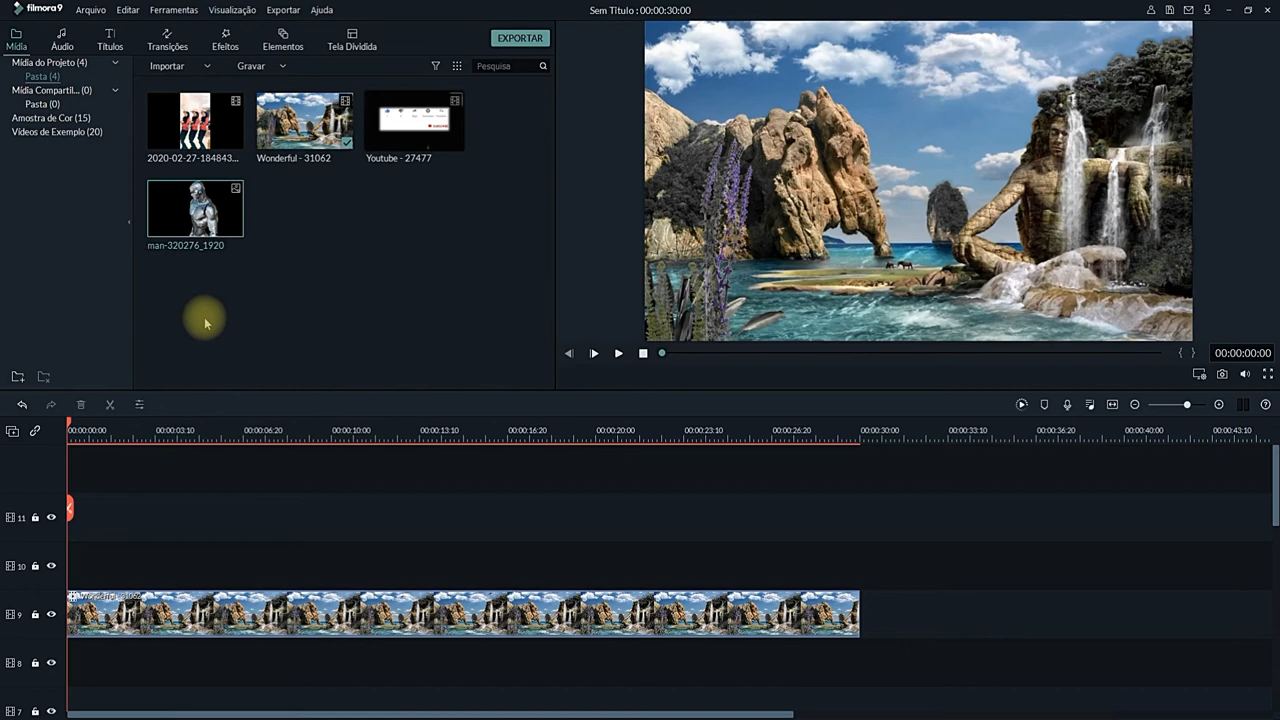 filmora9 Arquivo Editar Ferramentas Visualização Exportar Ajuda Sem Titulo : 00:00:30:00
Mídia Áudio Títulos Transições Efeitos Elementos Tela Dividida EXPORTAR
Mídia do Projeto (4)
Pasta (4)
Mídia Compartil... (0)
Pasta (0)
Amostra de Cor (15)
Vídeos de Exemplo (20)
Importar Gravar Pesquisa
2020-02-27-184843... Wonderful - 31062 Youtube - 27477
man-320276_1920
00:00:00:00
00:00:00:00 00:00:03:10 00:00:06:20 00:00:10:00 00:00:13:10 00:00:16:20 00:00:20:00 00:00:23:10 00:00:26:20 00:00:30:00 00:00:33:10 00:00:36:20 00:00:40:00 00:00:43:10
11
10
9 Wonderful - 31062
8
7